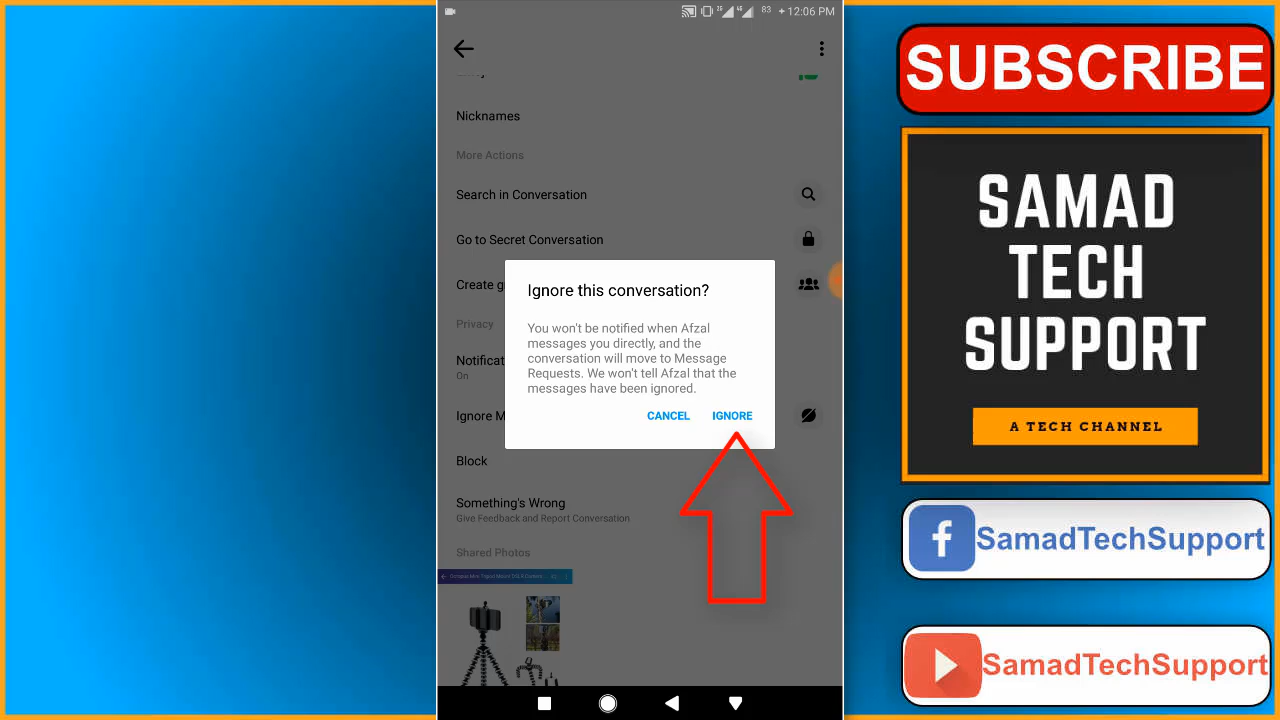 83 + 12:06 PM
Nicknames
More Actions
Search in Conversation
Go to Secret Conversation
Create g
Privacy
Notificat
On
Ignore M
Block
Something's Wrong
Give Feedback and Report Conversation
Shared Photos
Ignore this conversation?
You won't be notified when Afzal
messages you directly, and the
conversation will move to Message
Requests. We won't tell Afzal that the
messages have been ignored.
CANCEL IGNORE
SUBSCRIBE
SAMAD
TECH
SUPPORT
A TECH CHANNEL
SamadTechSupport
SamadTechSupport